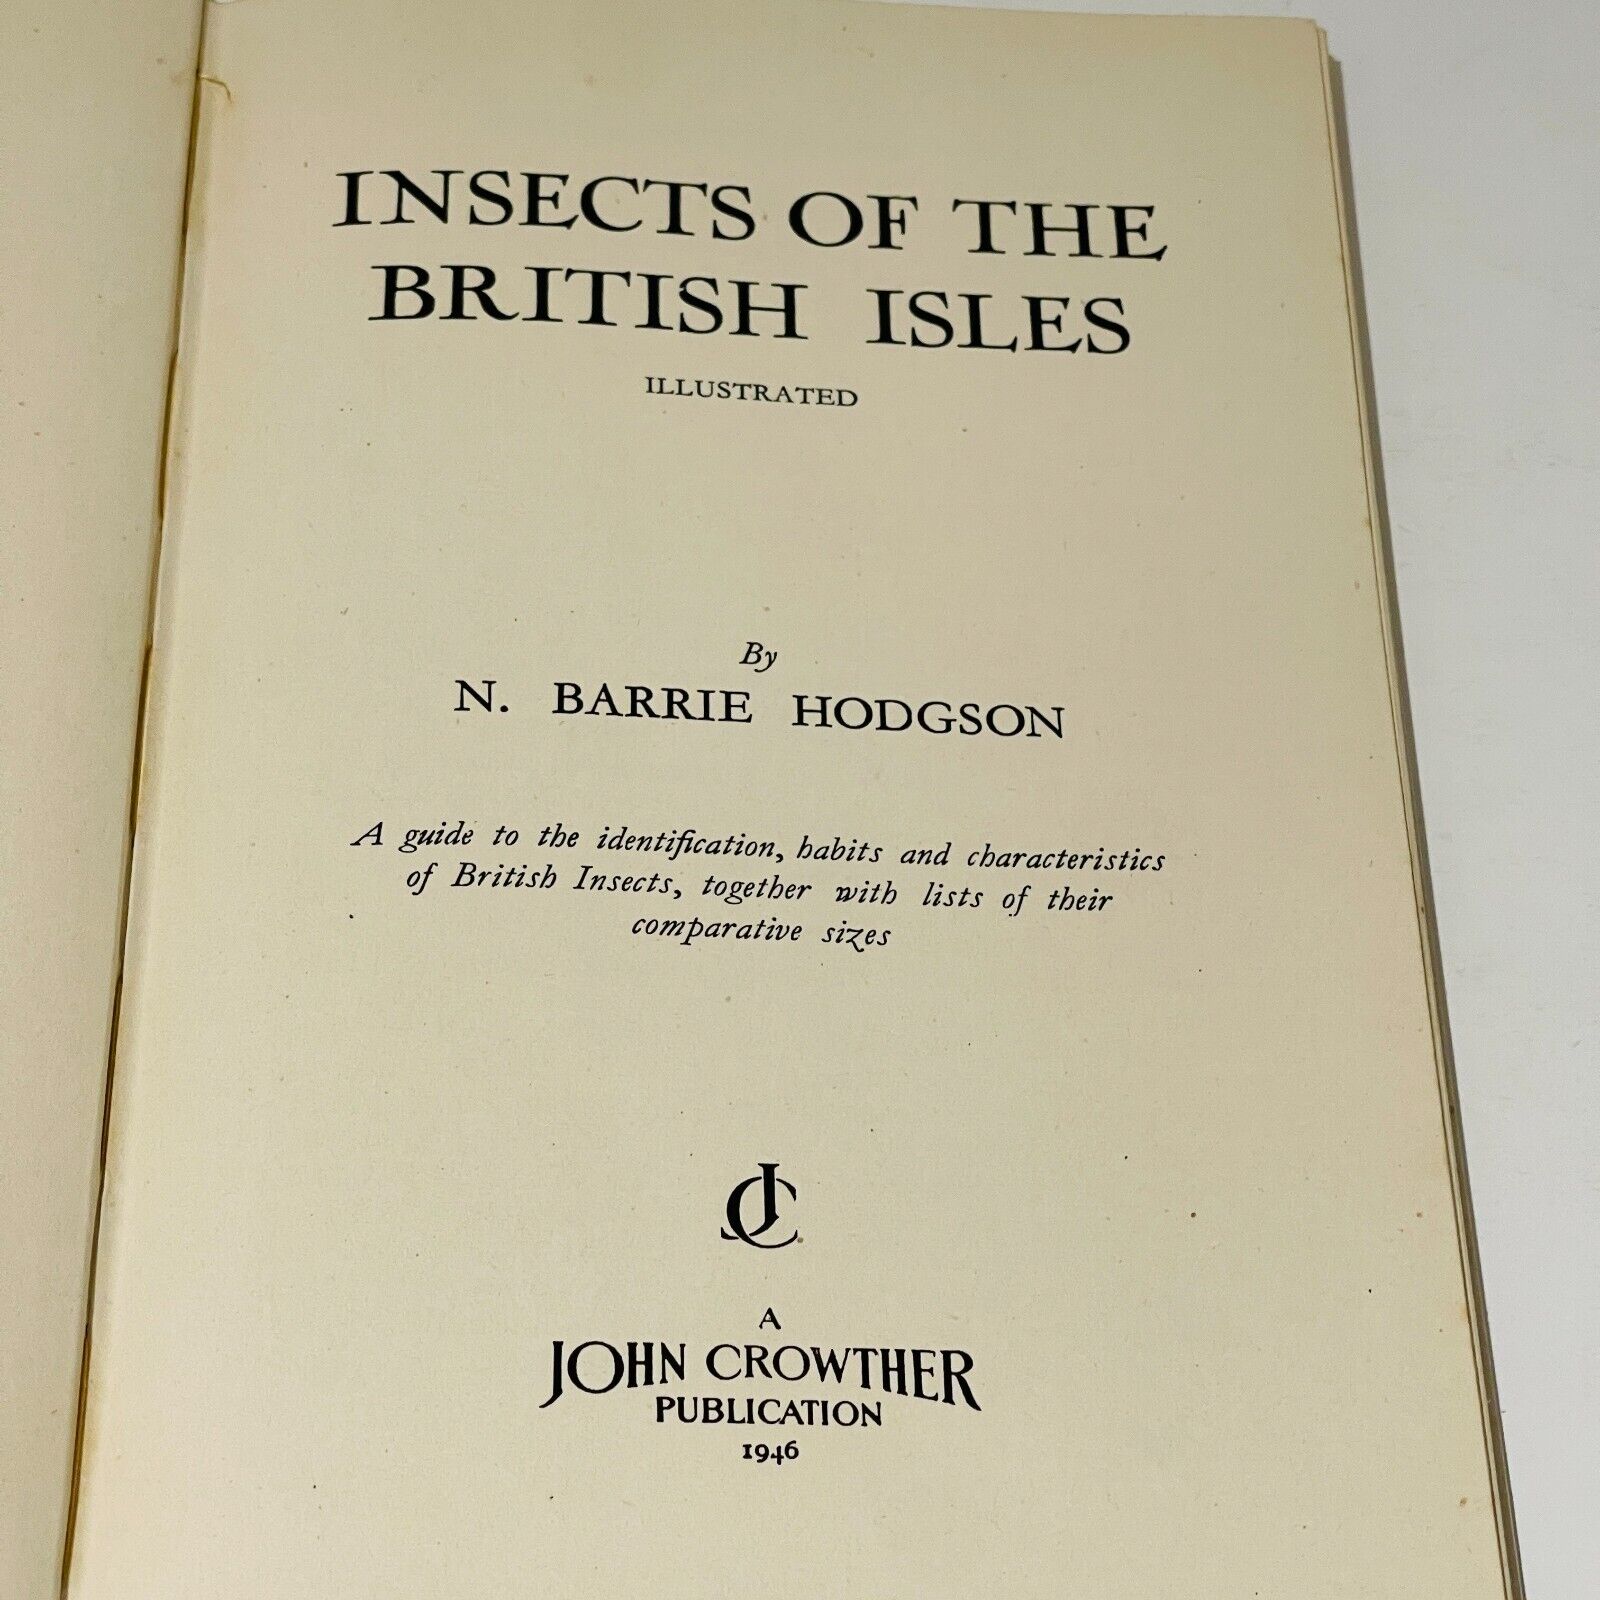 INSECTS OF THE
BRITISH ISLES
ILLUSTRATED
By
N. BARRIE HODGSON
A guide to the identification, habits and characteristics
of British Insects, together with lists of their
comparative sizes
JC
A
JOHN CROWTHER
PUBLICATION
1946